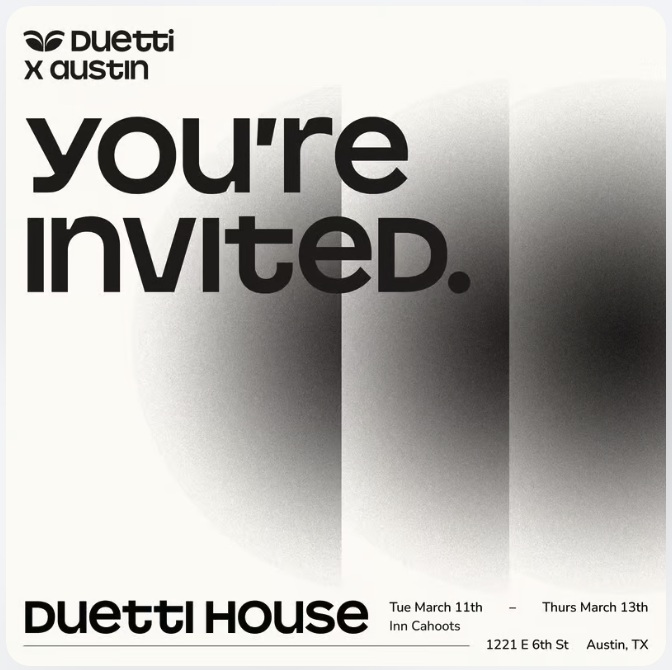 Duetti
x austin
you're
invited.
Duetti House
Tue March 11th – Thurs March 13th
Inn Cahoots
1221 E 6th St Austin, TX